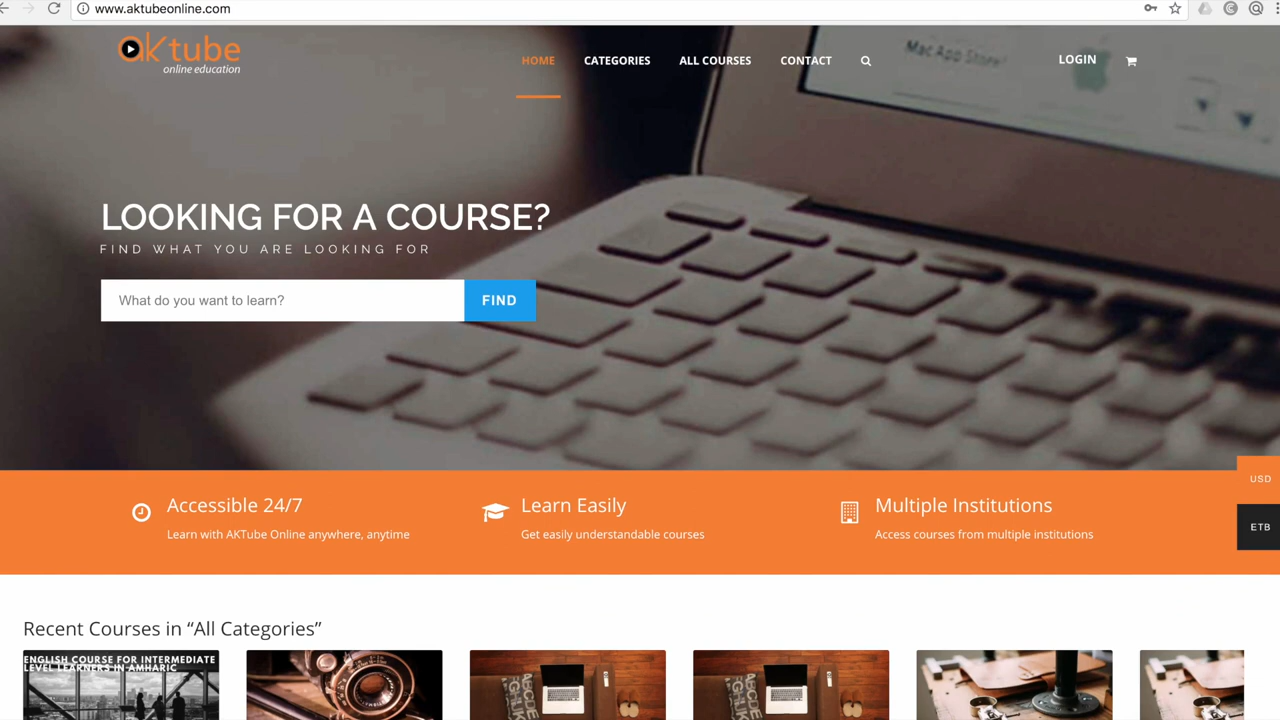 www.aktubeonline.com
aktube
online education
HOME
CATEGORIES
ALL COURSES
CONTACT
LOGIN
Mac App Store
LOOKING FOR A COURSE?
FIND WHAT YOU ARE LOOKING FOR
What do you want to learn?
FIND
USD
Accessible 24/7
Learn with AKTube Online anywhere, anytime
Learn Easily
Get easily understandable courses
Multiple Institutions
Access courses from multiple institutions
ETB
Recent Courses in “All Categories”
ENGLISH COURSE FOR INTERMEDIATE
LEVEL LEARNERS IN AMHARIC